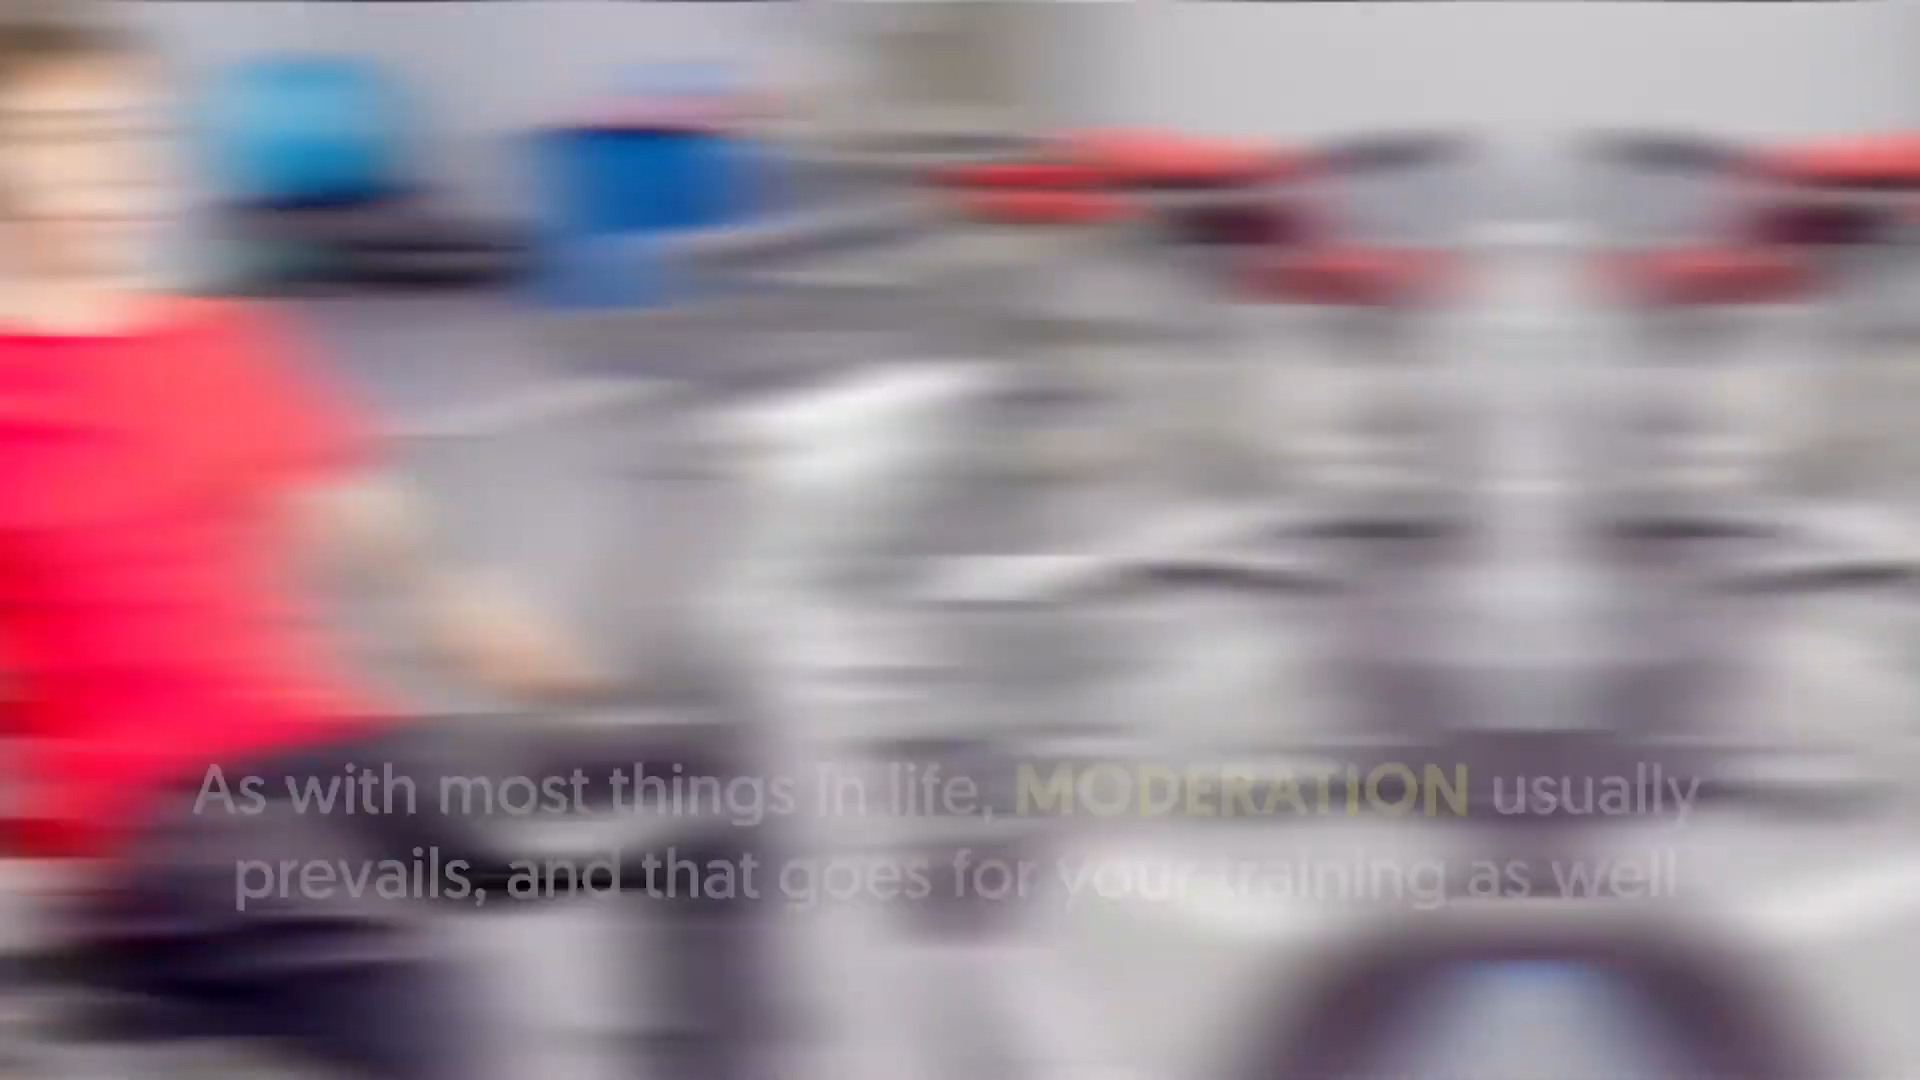 As with most things in life, MODERATION usually
prevails, and that goes for your training as well